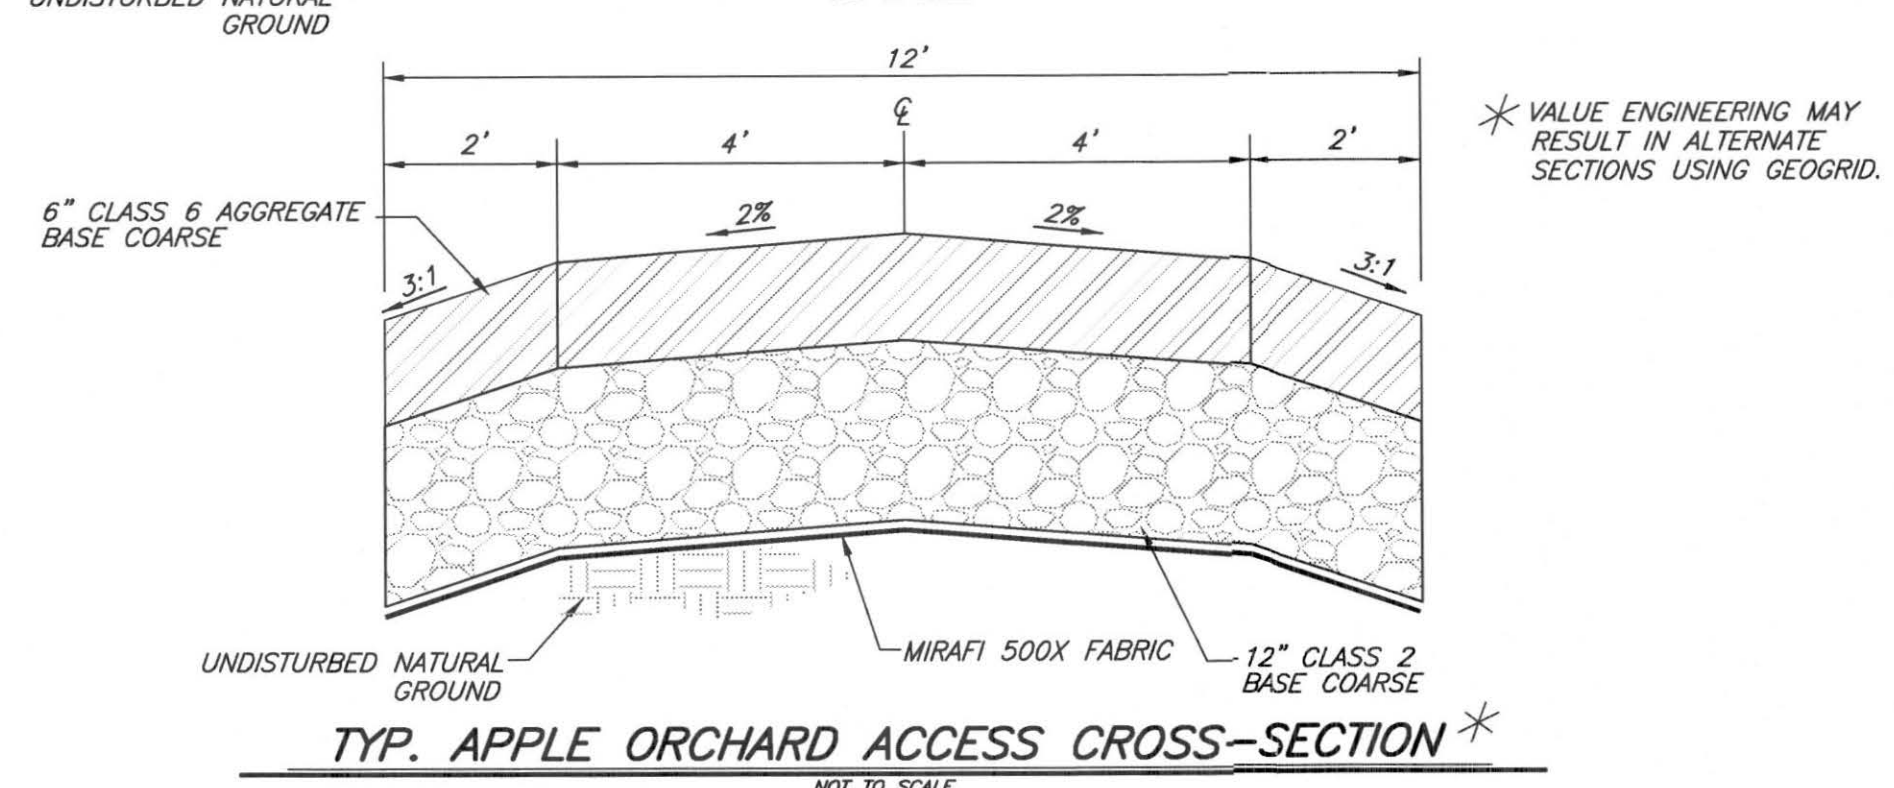 UNDISTURBED NATURAL
GROUND
12'
℄
2'
4'
4'
2'
* VALUE ENGINEERING MAY
RESULT IN ALTERNATE
SECTIONS USING GEOGRID.
6" CLASS 6 AGGREGATE
BASE COARSE
2%
2%
3:1
3:1
UNDISTURBED NATURAL
GROUND
MIRAFI 500X FABRIC
12" CLASS 2
BASE COARSE
TYP. APPLE ORCHARD ACCESS CROSS-SECTION *
NOT TO SCALE